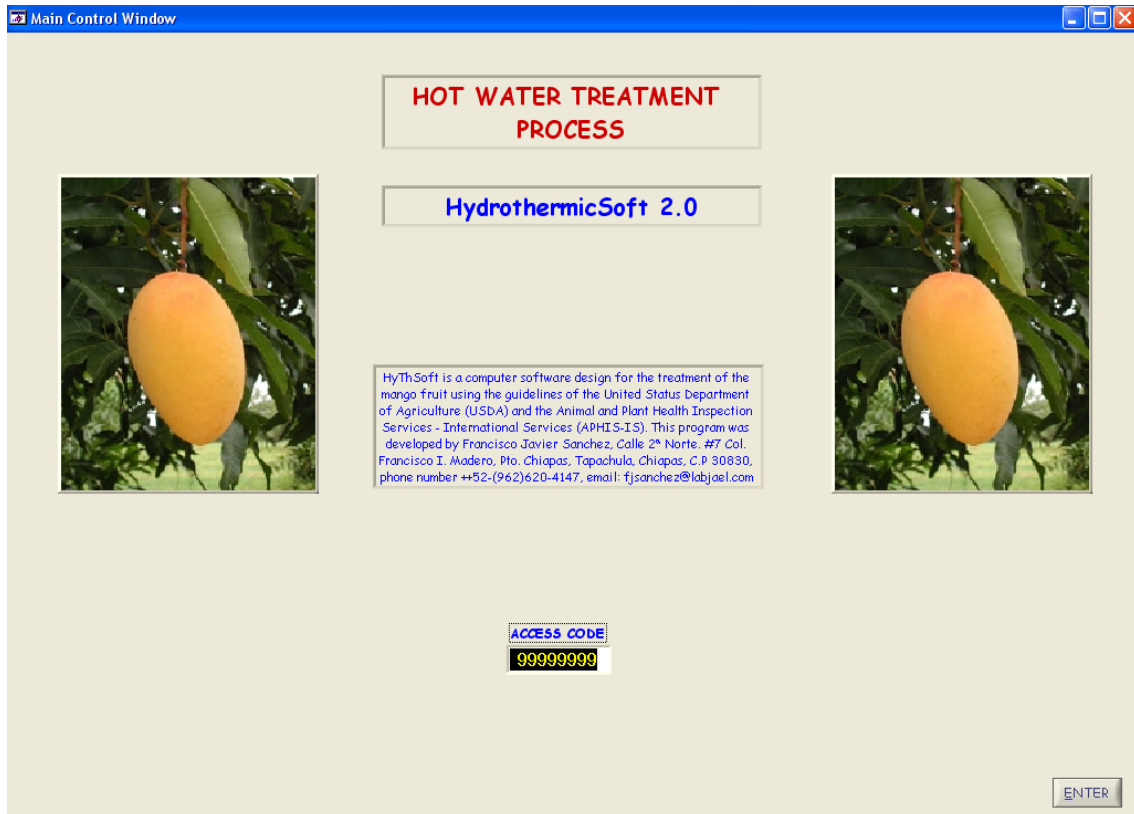 Main Control Window
HOT WATER TREATMENT
PROCESS
HydrothermicSoft 2.0
HyThSoft is a computer software design for the treatment of the
mango fruit using the guidelines of the United Status Department
of Agriculture (USDA) and the Animal and Plant Health Inspection
Services - International Services (APHIS-IS). This program was
developed by Francisco Javier Sanchez, Calle 2ª Norte. #7 Col.
Francisco I. Madero, Pto. Chiapas, Tapachula, Chiapas, C.P 30830,
phone number ++52-(962)620-4147, email: fjsanchez@labjael.com
ACCESS CODE
99999999
ENTER